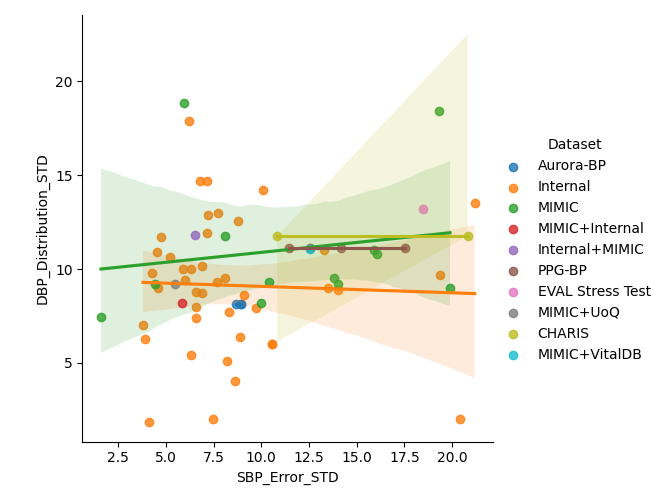 DBP_Distribution_STD
20
15
10
5
2.5 5.0 7.5 10.0 12.5 15.0 17.5 20.0
SBP_Error_STD
Dataset
Aurora-BP
Internal
MIMIC
MIMIC+Internal
Internal+MIMIC
PPG-BP
EVAL Stress Test
MIMIC+UoQ
CHARIS
MIMIC+VitalDB